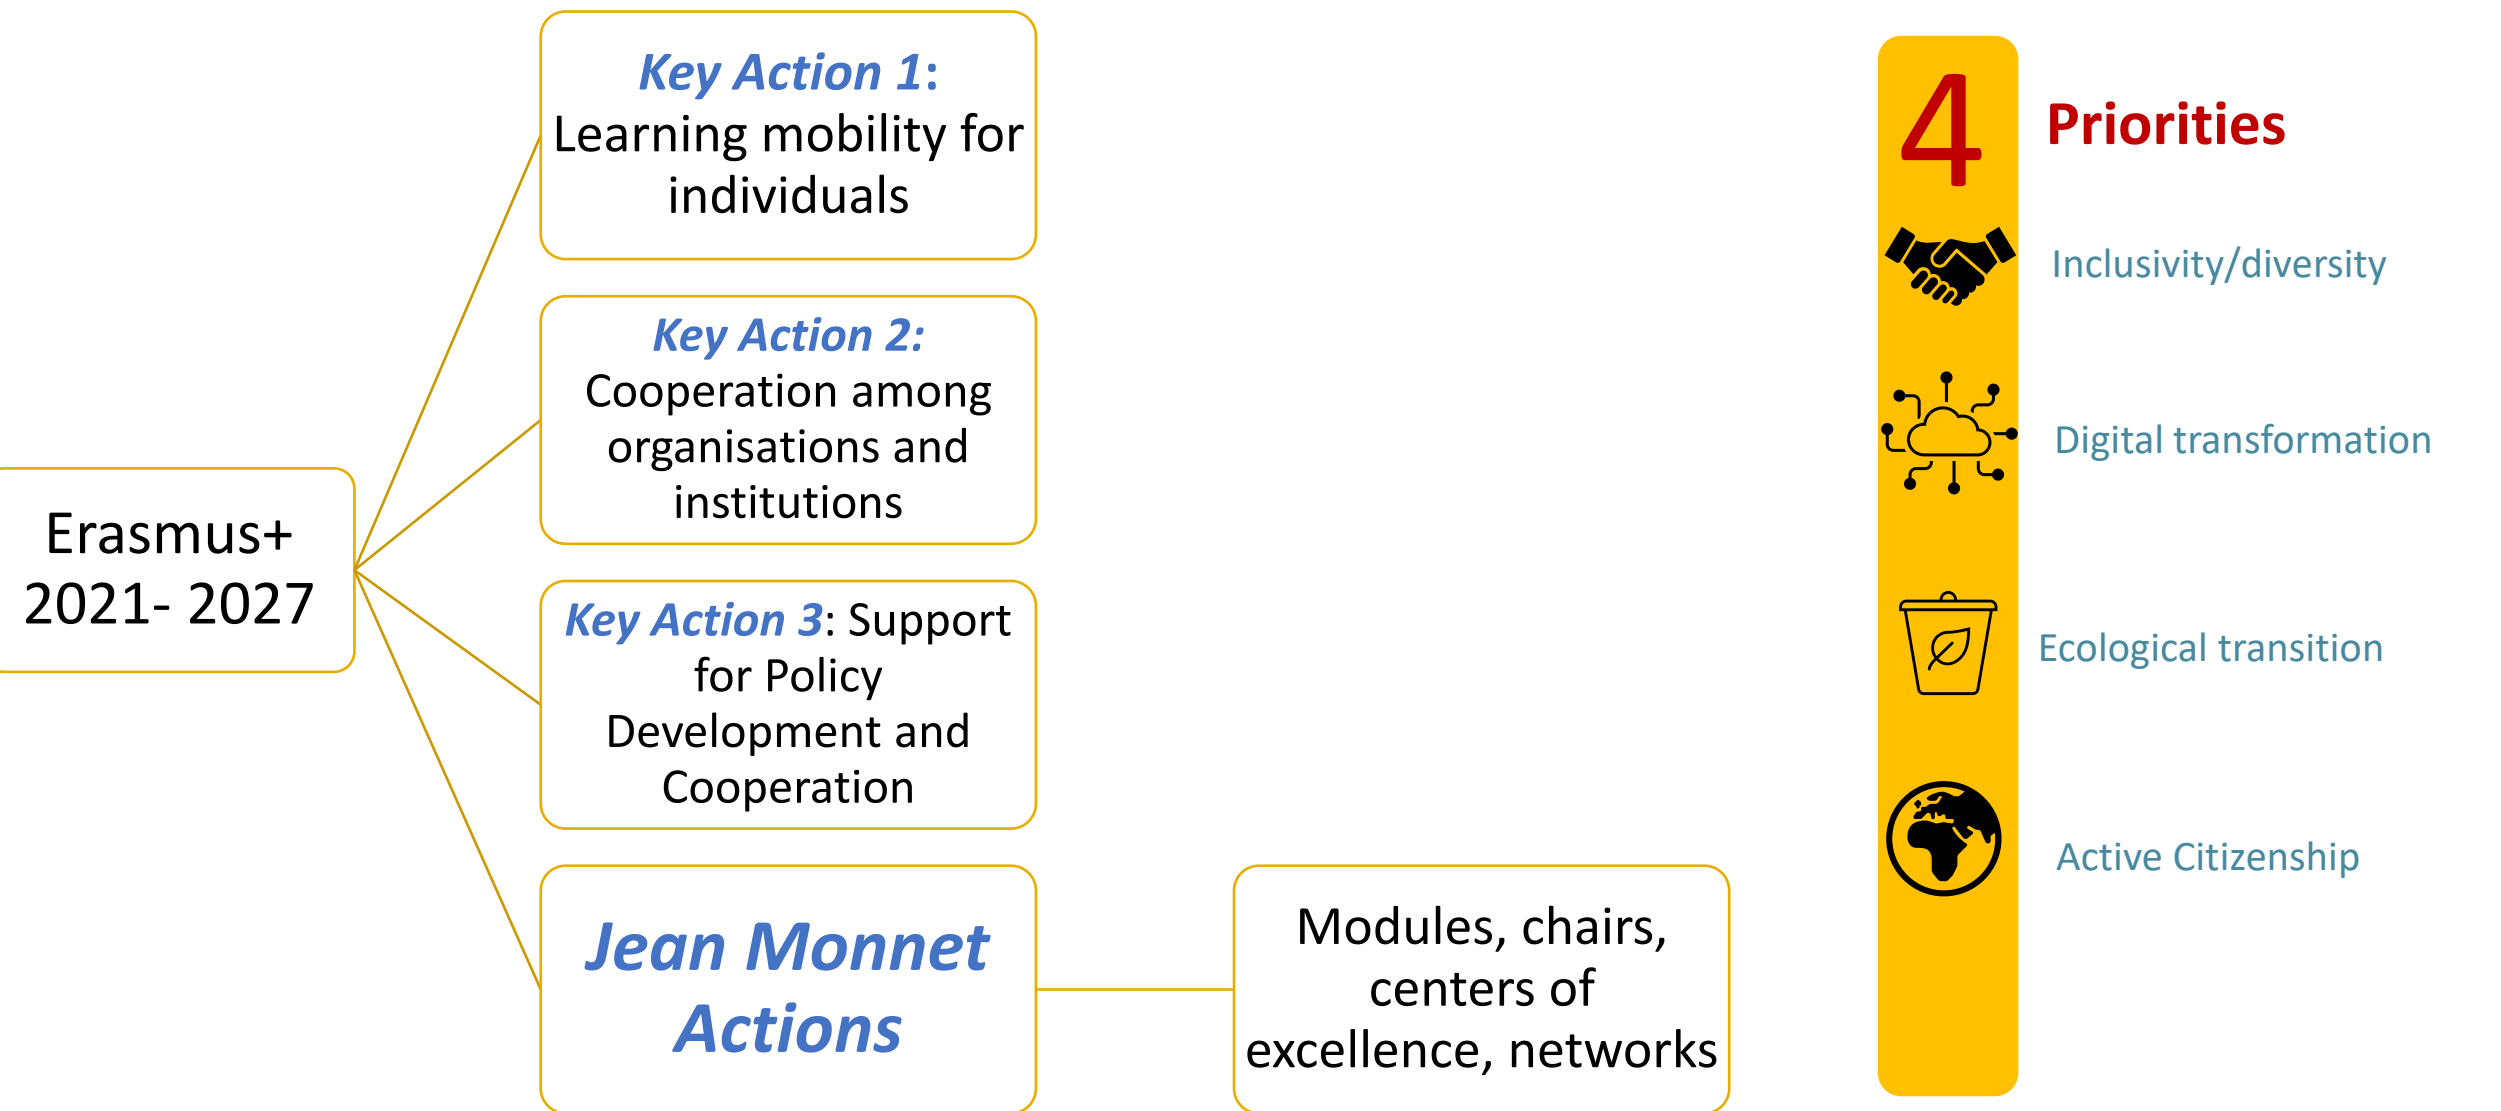 Erasmus+
2021- 2027
Key Action 1:
Learning mobility for
individuals
Key Action 2:
Cooperation among
organisations and
institutions
Key Action 3: Support
for Policy
Development and
Cooperation
Jean Monnet
Actions
Modules, chairs,
centers of
excellence, networks
4 Priorities
Inclusivity/diversity
Digital transformation
Ecological transition
Active Citizenship